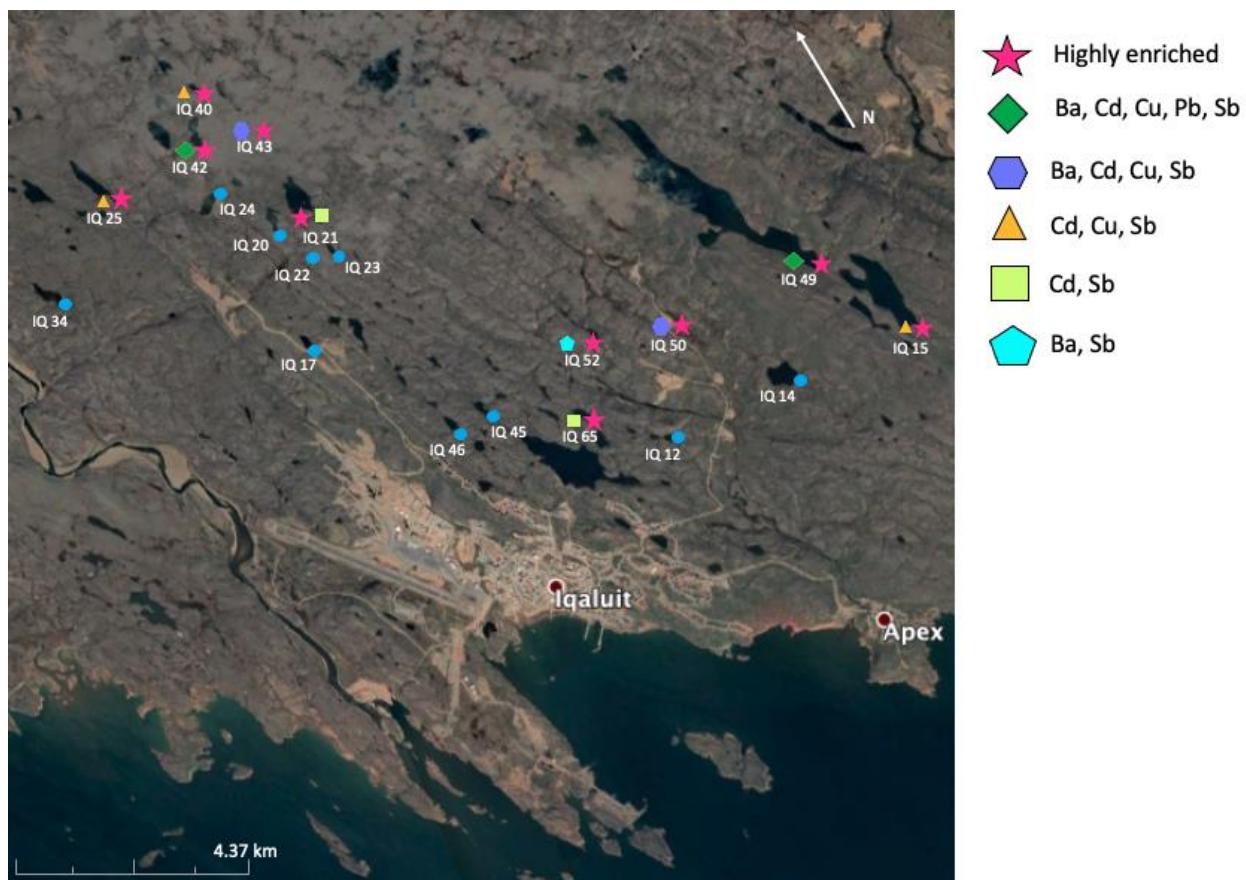 Highly enriched
Ba, Cd, Cu, Pb, Sb
Ba, Cd, Cu, Sb
Cd, Cu, Sb
Cd, Sb
Ba, Sb
N
IQ 40
IQ 43
IQ 42
IQ 24
IQ 25
IQ 20
IQ 21
IQ 22
IQ 23
IQ 49
IQ 34
IQ 52
IQ 50
IQ 15
IQ 17
IQ 14
IQ 45
IQ 46
IQ 65
IQ 12
Iqaluit
Apex
4.37 km